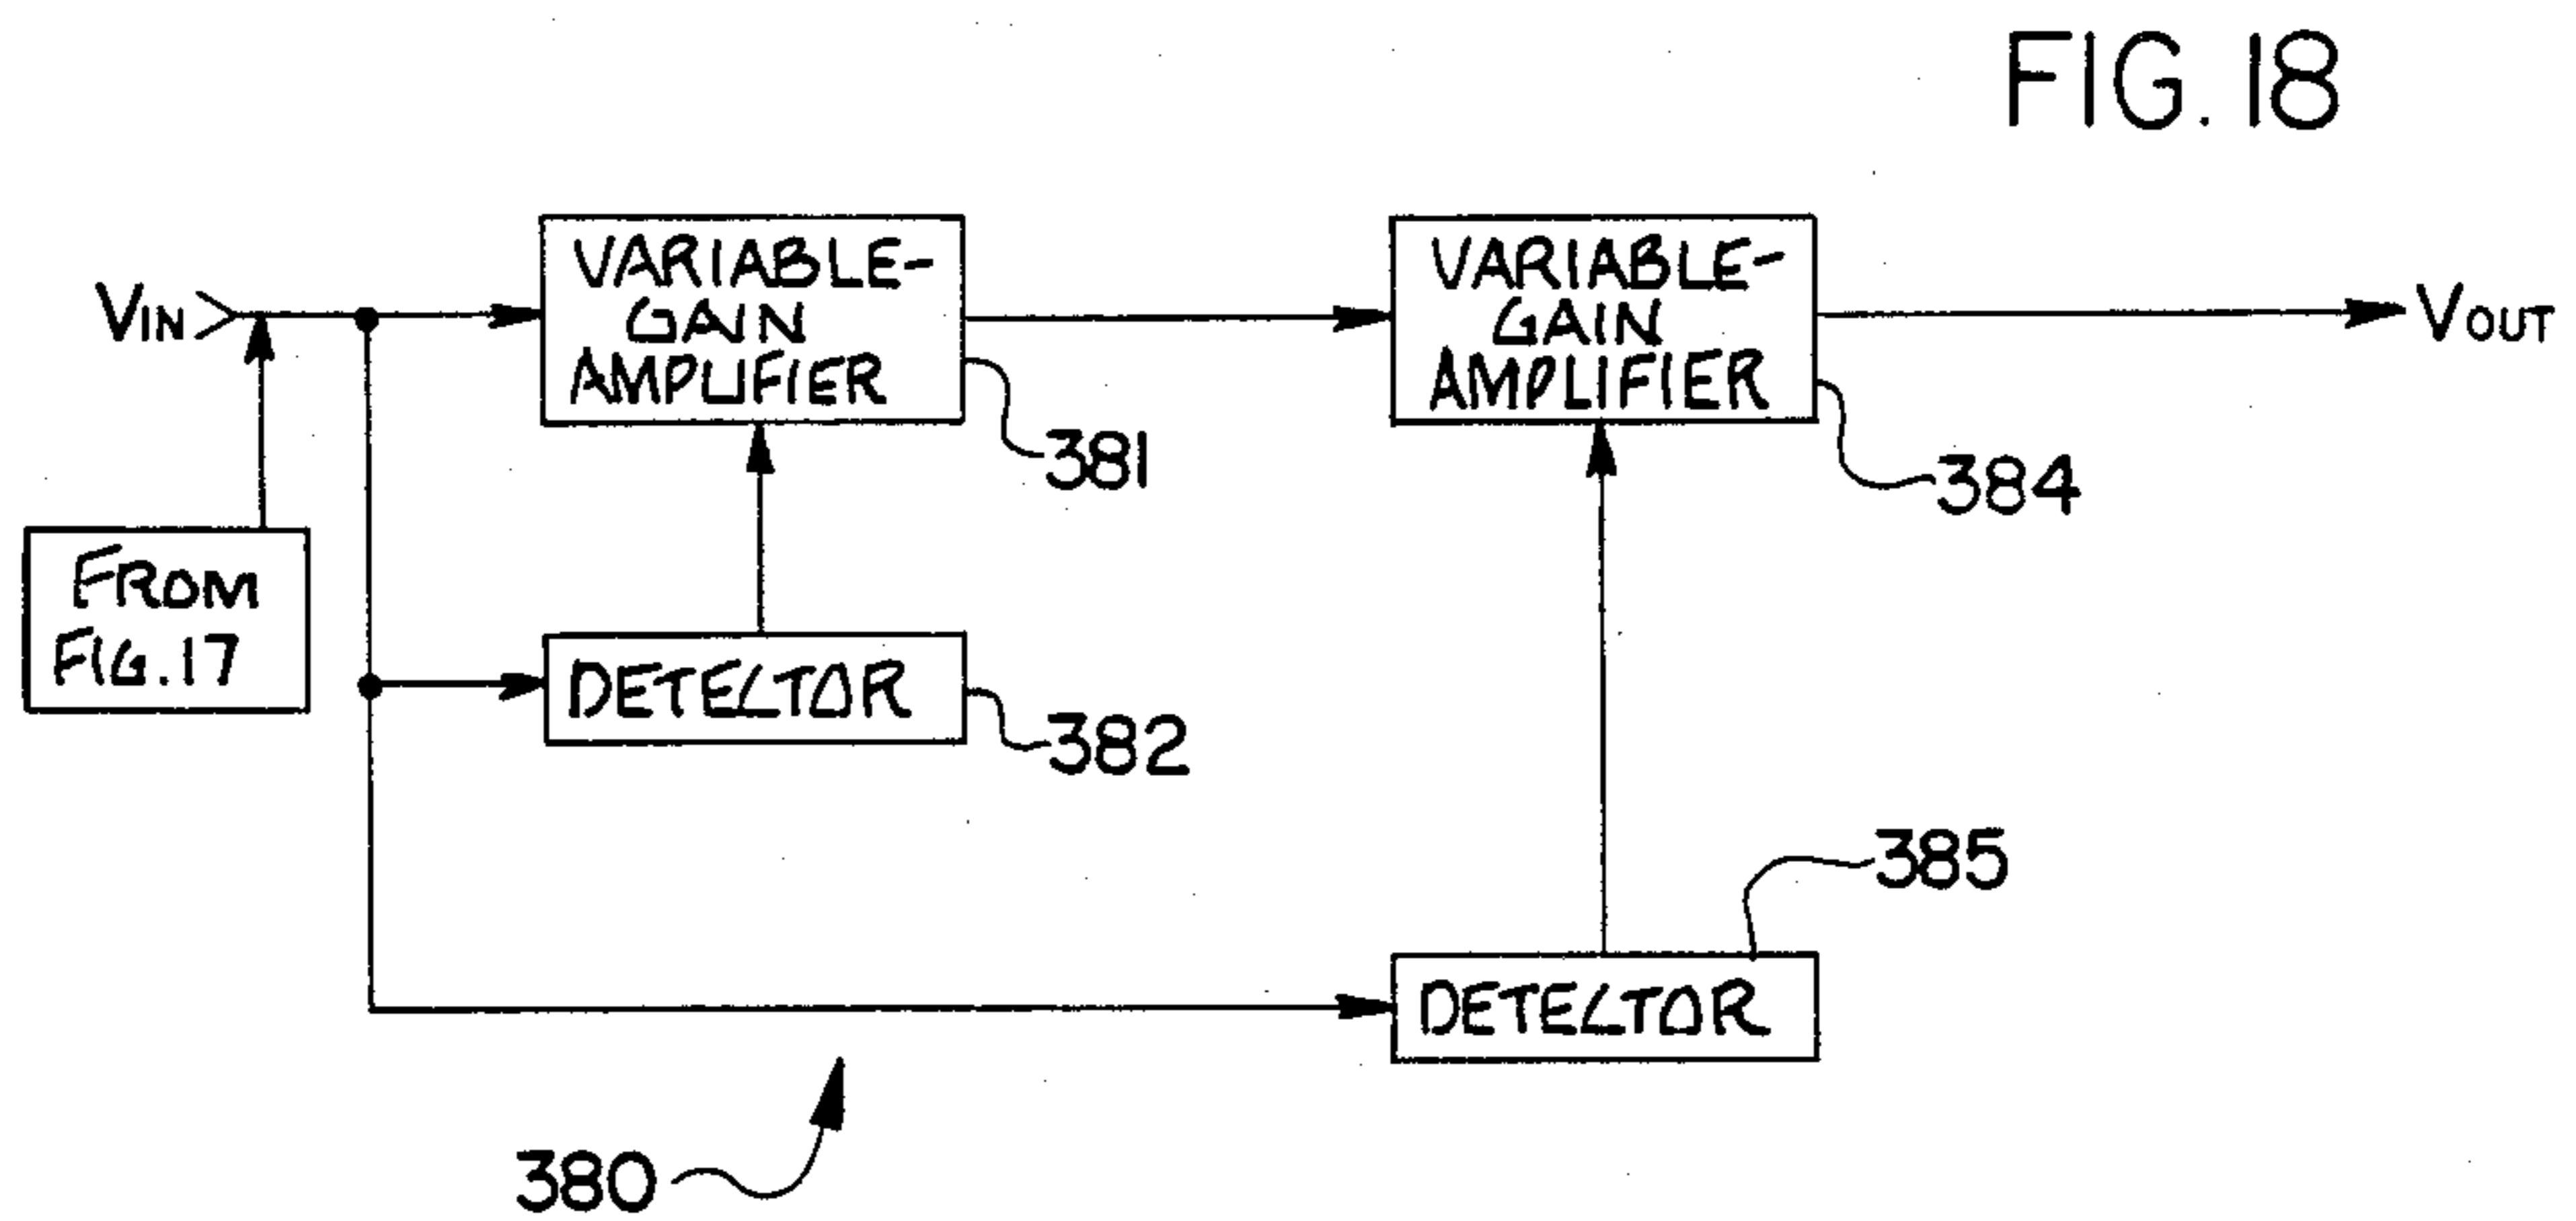 FIG. 18
VIN
VARIABLE-
GAIN
AMPLIFIER
381
VARIABLE-
GAIN
AMPLIFIER
384
VOUT
FROM
FIG. 17
DETECTOR
382
DETECTOR
385
380